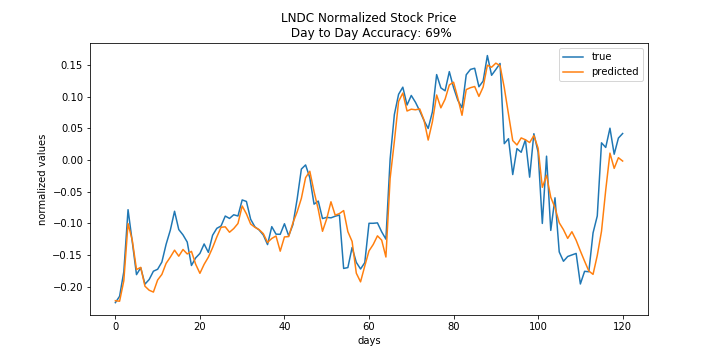 LNDC Normalized Stock Price
Day to Day Accuracy: 69%
true
predicted
normalized values
0.15
0.10
0.05
0.00
−0.05
−0.10
−0.15
−0.20
0
20
40
60
80
100
120
days